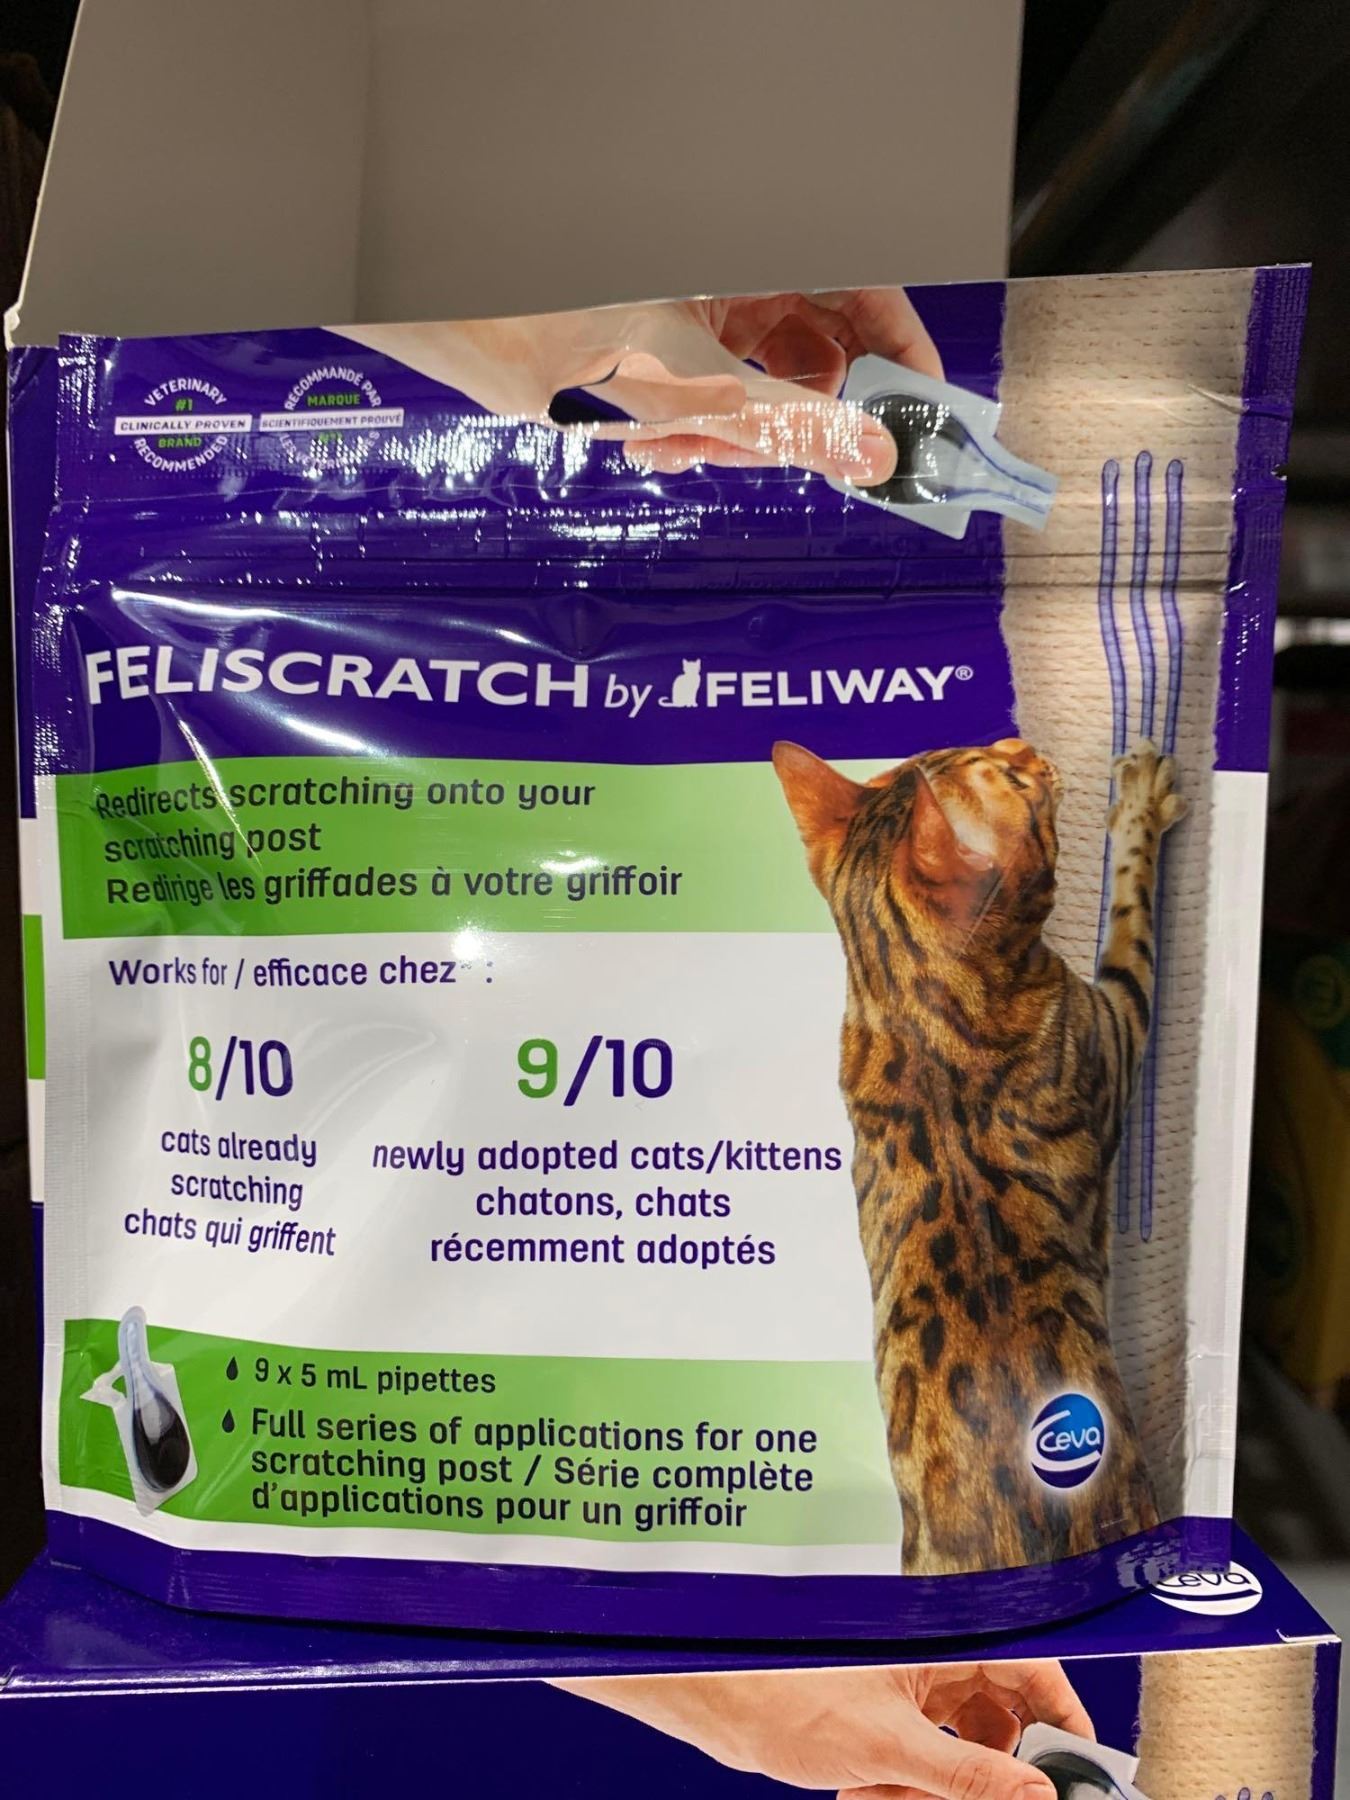 VETERINARY
#1
CLINICALLY PROVEN
BRAND
RECOMMENDED
RECOMMANDÉ PAR
MARQUE
SCIENTIFIQUEMENT PROUVÉ
FELISCRATCH by FELIWAY®
Redirects scratching onto your
scratching post
Redirige les griffades à votre griffoir
Works for / efficace chez :
8/10
cats already
scratching
chats qui griffent
9/10
newly adopted cats/kittens
chatons, chats
récemment adoptés
9 x 5 mL pipettes
Full series of applications for one
scratching post / Série complète
d'applications pour un griffoir
Ceva
Ceva